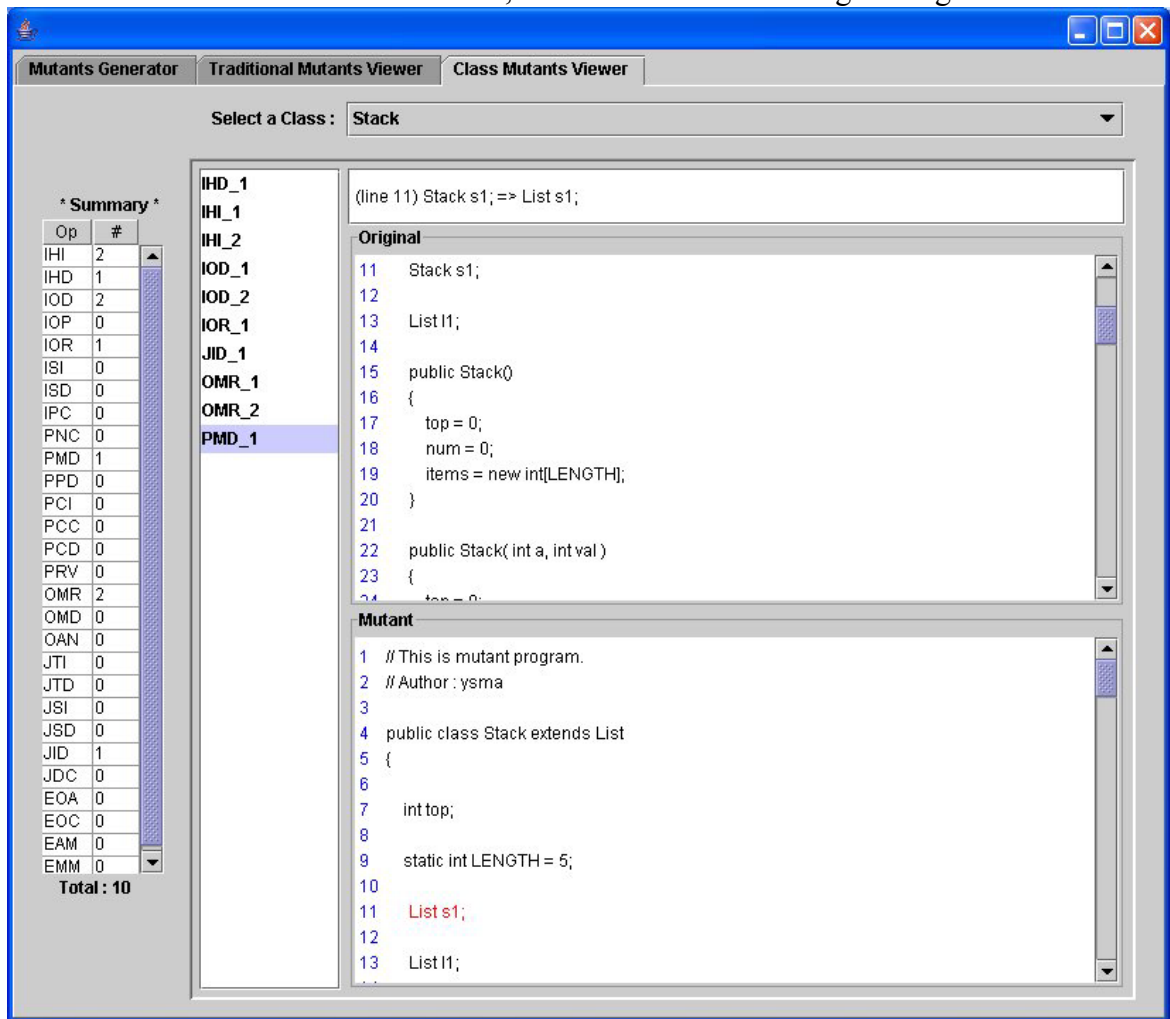 Mutants Generator Traditional Mutants Viewer Class Mutants Viewer
Select a Class : Stack
* Summary *
Op #
IHI 2
IHD 1
IOD 2
IOP 0
IOR 1
ISI 0
ISD 0
IPC 0
PNC 0
PMD 1
PPD 0
PCI 0
PCC 0
PCD 0
PRV 0
OMR 2
OMD 0
OAN 0
JTI 0
JTD 0
JSI 0
JSD 0
JID 1
JDC 0
EOA 0
EOC 0
EAM 0
EMM 0
Total : 10
IHD_1
IHI_1
IHI_2
IOD_1
IOD_2
IOR_1
JID_1
OMR_1
OMR_2
PMD_1
(line 11) Stack s1; => List s1;
Original
11 Stack s1;
12
13 List l1;
14
15 public Stack()
16 {
17 top = 0;
18 num = 0;
19 items = new int[LENGTH];
20 }
21
22 public Stack( int a, int val )
23 {
24 top = 0;
Mutant
1 // This is mutant program.
2 // Author : ysma
3
4 public class Stack extends List
5 {
6
7 int top;
8
9 static int LENGTH = 5;
10
11 List s1;
12
13 List l1;